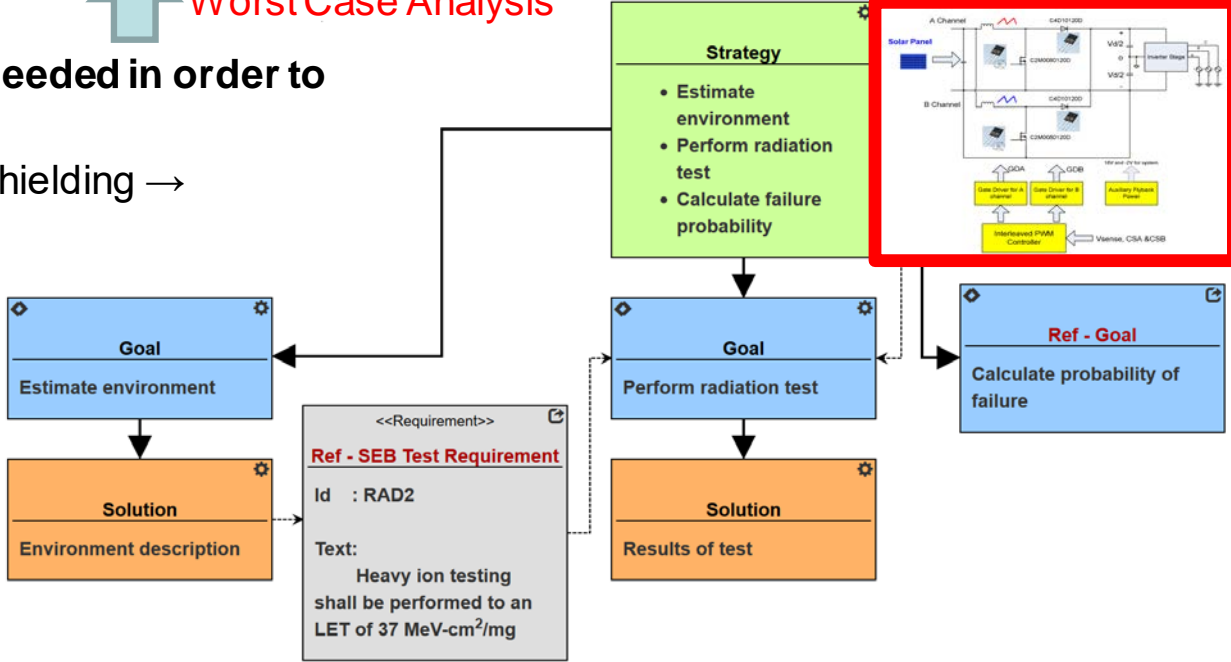 Worst Case Analysis
eeded in order to
hielding →
Strategy
• Estimate
environment
• Perform radiation
test
• Calculate failure
probability
A Channel
C4D10120D
Solar Panel
C2M0080120D
Vd/2
0
Vd/2
Inverter Stage
B Channel
C4D10120D
C2M0080120D
GDA
GDB
Gate Driver for A
channel
Gate Driver for B
channel
Auxiliary Flyback
Power
Interleaved PWM
Controller
Vsense, CSA &CSB
Goal
Estimate environment
Goal
Perform radiation test
Ref - Goal
Calculate probability of
failure
<<Requirement>>
Ref - SEB Test Requirement
Id : RAD2
Text:
Heavy ion testing
shall be performed to an
LET of 37 MeV-cm²/mg
Solution
Environment description
Solution
Results of test